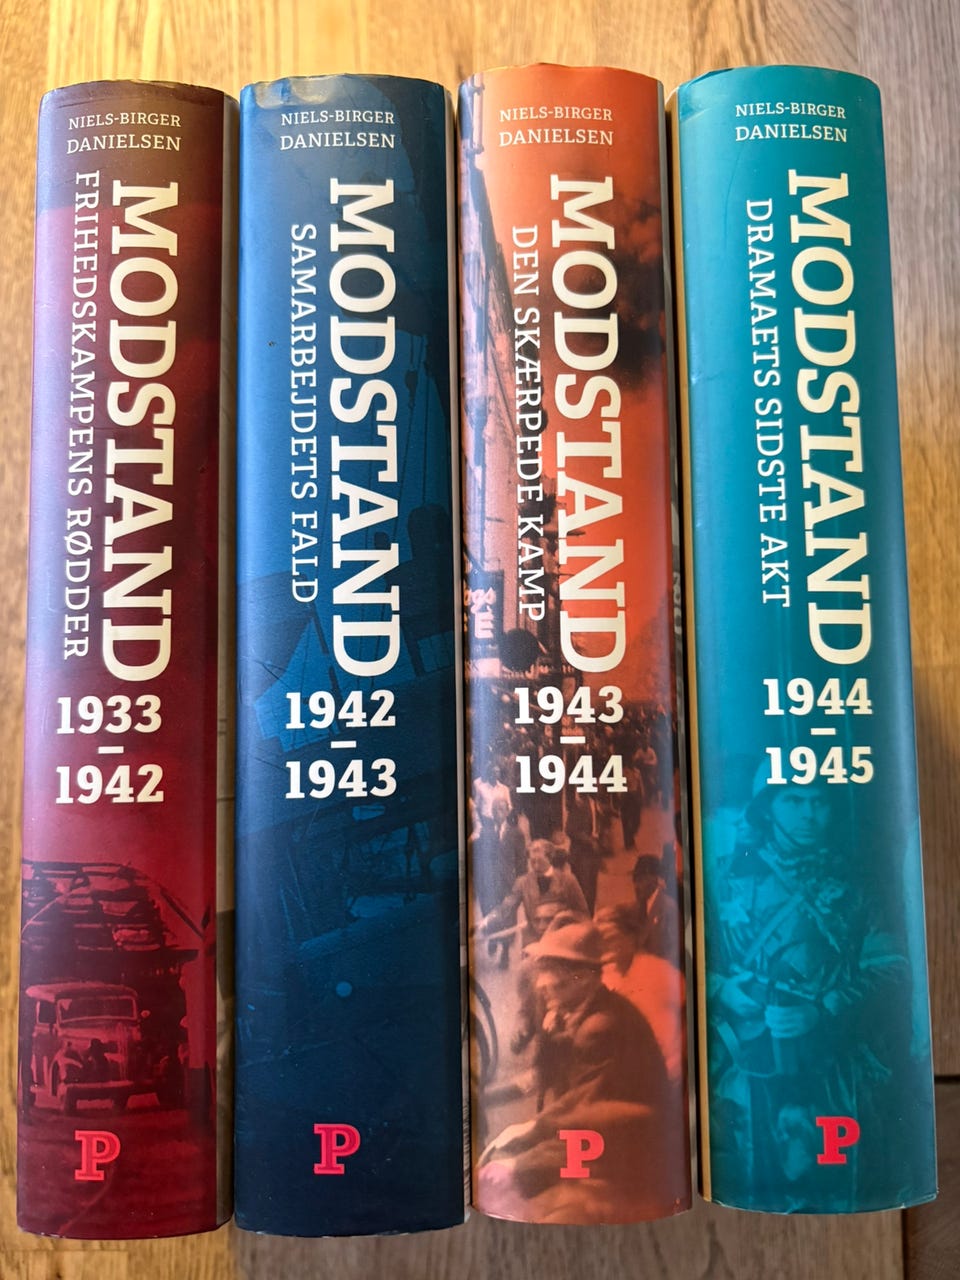 NIELS-BIRGER
DANIELSEN
MODSTAND
FRIHEDSKAMPENS RØDDER
1933
–
1942
P
NIELS-BIRGER
DANIELSEN
MODSTAND
SAMARBEJDETS FALD
1942
–
1943
P
NIELS-BIRGER
DANIELSEN
MODSTAND
DEN SKÆRPEDE KAMP
1943
–
1944
P
NIELS-BIRGER
DANIELSEN
MODSTAND
DRAMAETS SIDSTE AKT
1944
–
1945
P